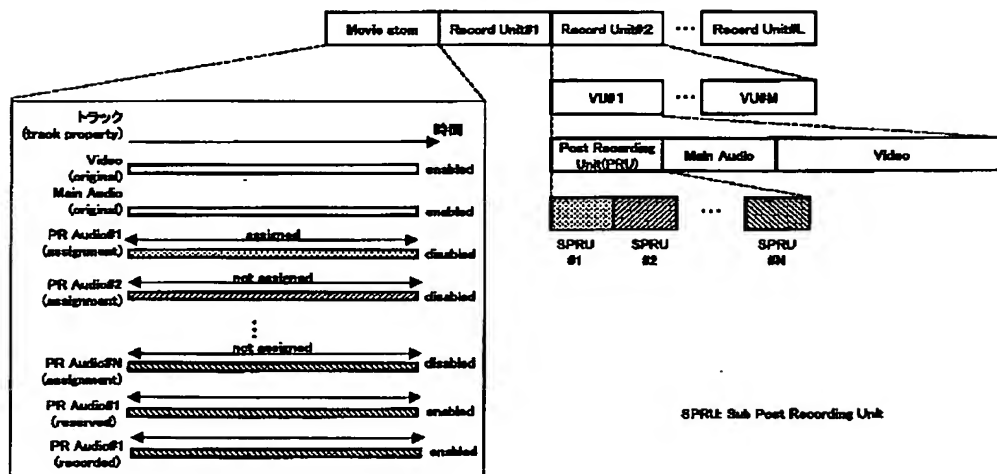 Movie atom
Record Unit#1
Record Unit#2
...
Record Unit#L
VU#1
...
VU#M
Post Recording
Unit(PRU)
Main Audio
Video
SPRU
#1
SPRU
#2
...
SPRU
#N
トラック
(track property)
時間
Video
(original)
enabled
Main Audio
(original)
enabled
PR Audio#1
(assignment)
assigned
disabled
PR Audio#2
(assignment)
not assigned
disabled
PR Audio#N
(assignment)
not assigned
disabled
PR Audio#1
(reserved)
enabled
PR Audio#1
(recorded)
enabled
SPRU: Sub Post Recording Unit